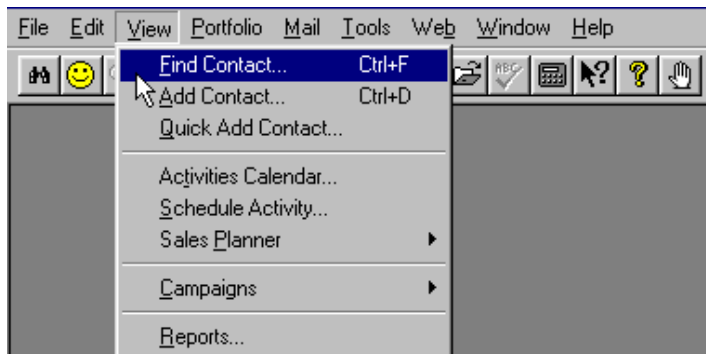 File Edit View Portfolio Mail Tools Web Window Help
Find Contact... Ctrl+F
Add Contact... Ctrl+D
Quick Add Contact...
Activities Calendar...
Schedule Activity...
Sales Planner
Campaigns
Reports...
ABC